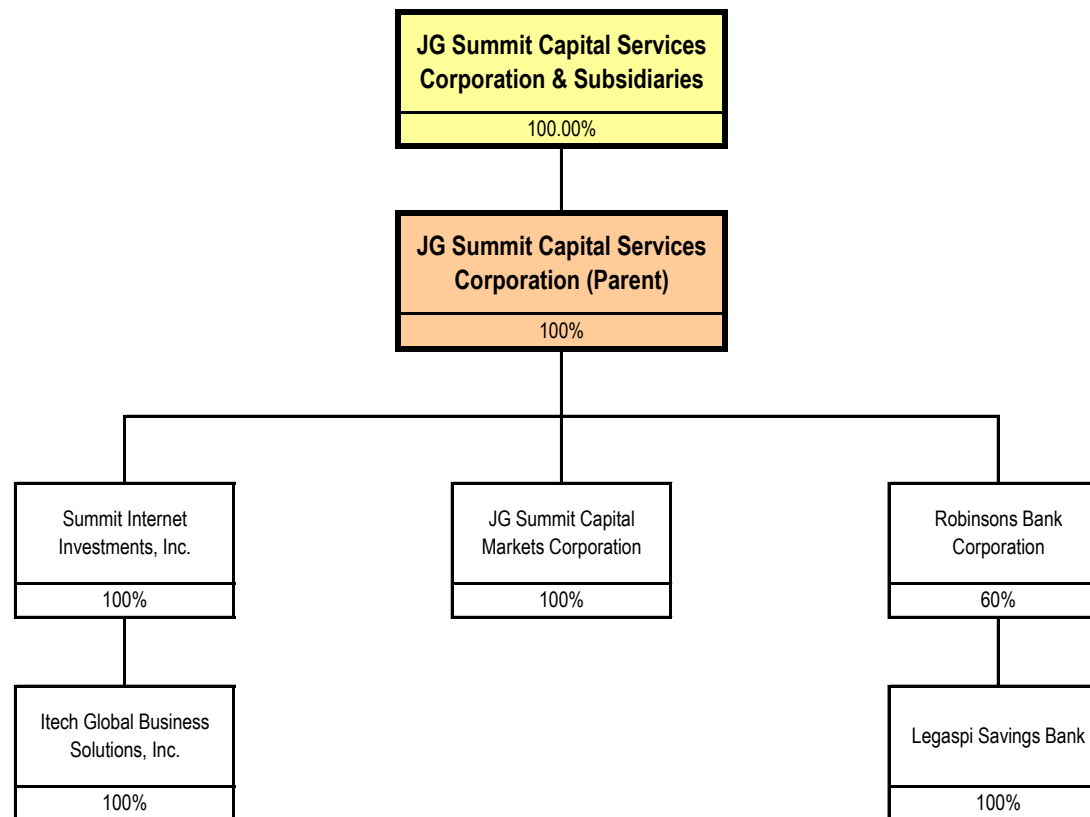 JG Summit Capital Services
Corporation & Subsidiaries
100.00%
JG Summit Capital Services
Corporation (Parent)
100%
Summit Internet
Investments, Inc.
100%
JG Summit Capital
Markets Corporation
100%
Robinsons Bank
Corporation
60%
Itech Global Business
Solutions, Inc.
100%
Legaspi Savings Bank
100%